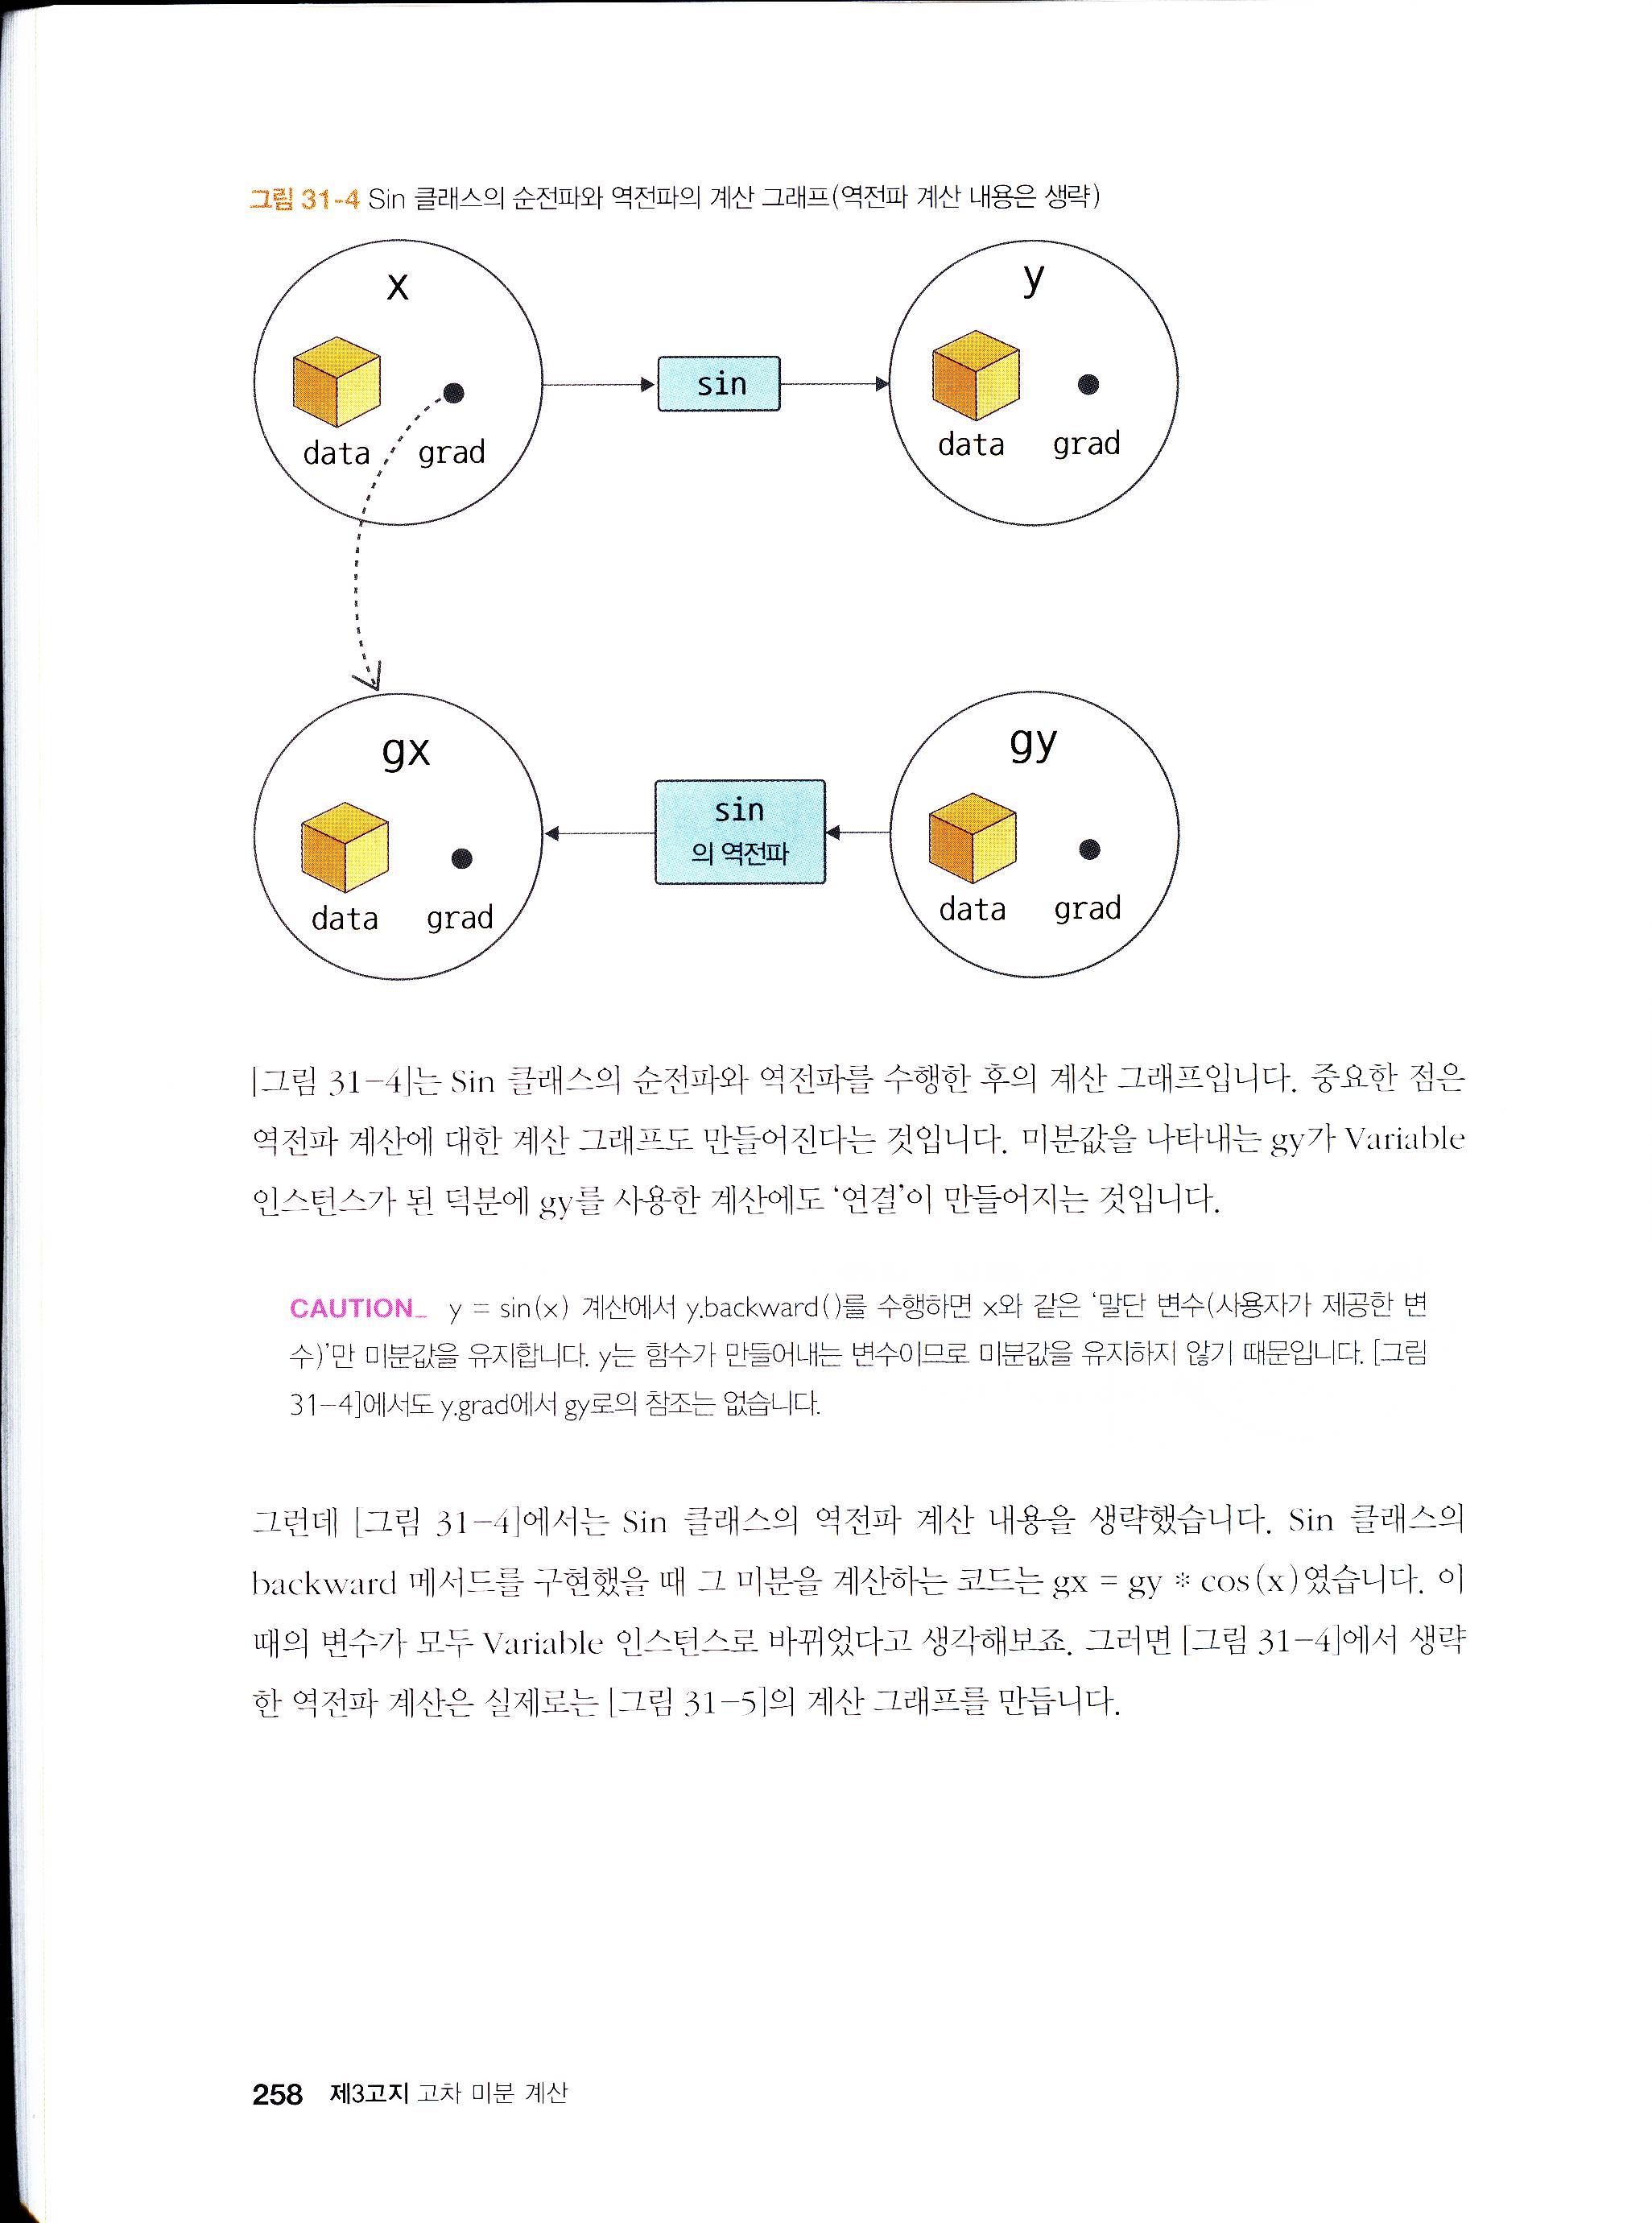 그림 31-4 Sin 클래스의 순전파와 역전파의 계산 그래프(역전파 계산 내용은 생략)
x
y
sin
data grad
data grad
gx
gy
sin
의 역전파
data grad
data grad
[그림 31-4]는 Sin 클래스의 순전파와 역전파를 수행한 후의 계산 그래프입니다. 중요한 점은
역전파 계산에 대한 계산 그래프도 만들어진다는 것입니다. 미분값을 나타내는 gy가 Variable
인스턴스가 된 덕분에 gy를 사용한 계산에도 ‘연결’이 만들어지는 것입니다.
CAUTION_ y = sin(x) 계산에서 y.backward()를 수행하면 x와 같은 ‘말단 변수(사용자가 제공한 변
수)’만 미분값을 유지합니다. y는 함수가 만들어내는 변수이므로 미분값을 유지하지 않기 때문입니다. [그림
31-4]에서도 y.grad에서 gy로의 참조는 없습니다.
그런데 [그림 31-4]에서는 Sin 클래스의 역전파 계산 내용을 생략했습니다. Sin 클래스의
backward 메서드를 구현했을 때 그 미분을 계산하는 코드는 gx = gy * cos(x)였습니다. 이
때의 변수가 모두 Variable 인스턴스로 바뀌었다고 생각해보죠. 그러면 [그림 31-4]에서 생략
한 역전파 계산은 실제로는 [그림 31-5]의 계산 그래프를 만듭니다.
258 제3고지 고차 미분 계산